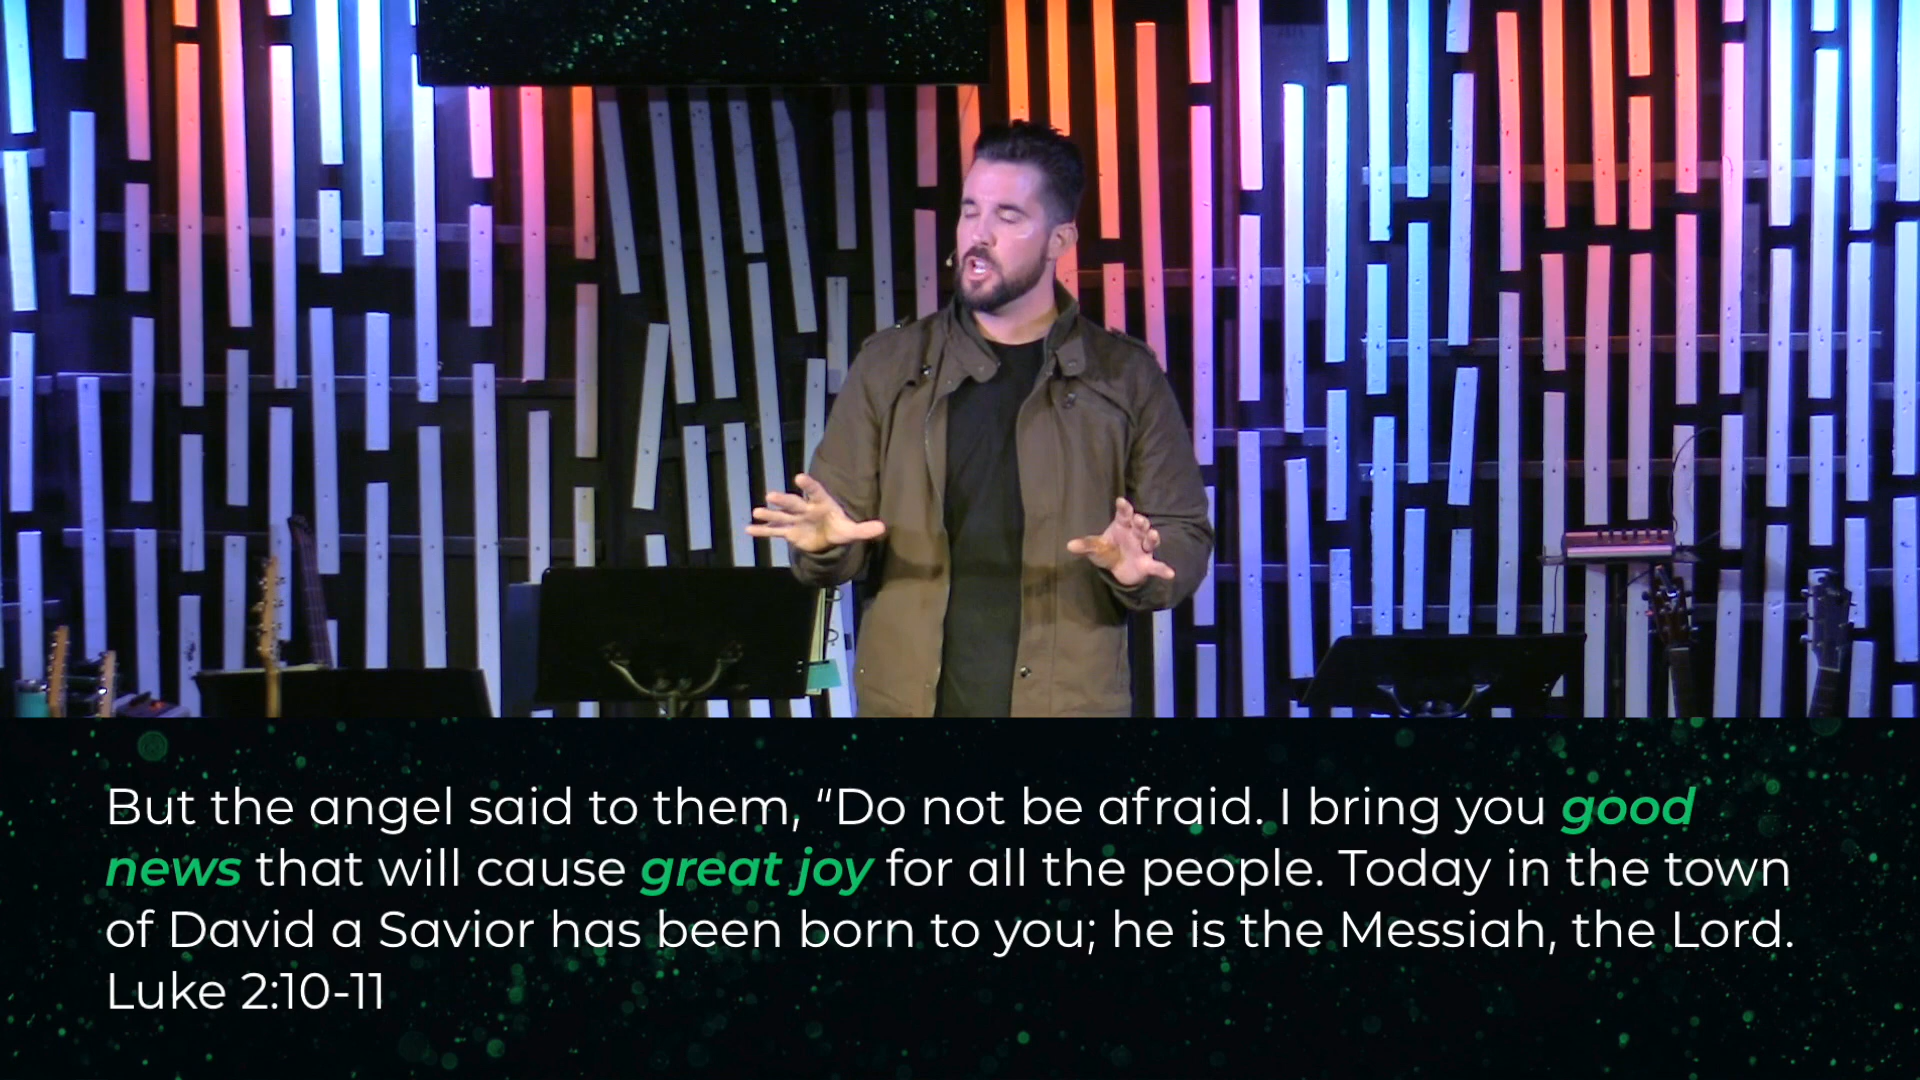 But the angel said to them, "Do not be afraid. I bring you good
news that will cause great joy for all the people. Today in the town
of David a Savior has been born to you; he is the Messiah, the Lord.
Luke 2:10-11